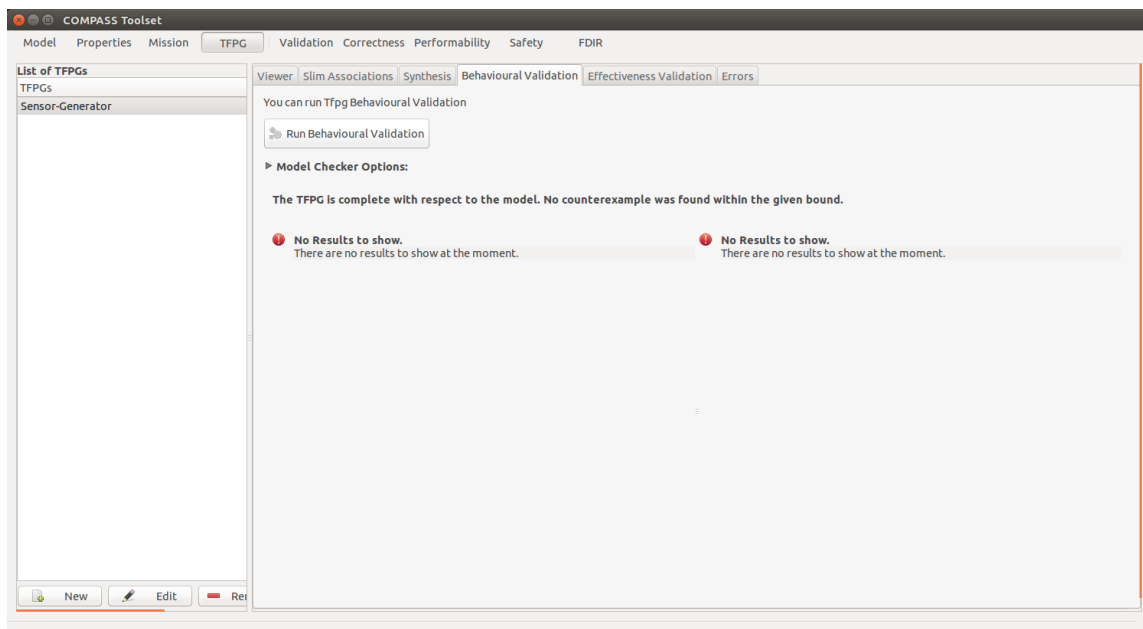 COMPASS Toolset
Model Properties Mission TFPG Validation Correctness Performability Safety FDIR
List of TFPGs
TFPGs
Sensor-Generator
Viewer Slim Associations Synthesis Behavioural Validation Effectiveness Validation Errors
You can run Tfpg Behavioural Validation
Run Behavioural Validation
Model Checker Options:
The TFPG is complete with respect to the model. No counterexample was found within the given bound.
No Results to show.
There are no results to show at the moment.
No Results to show.
There are no results to show at the moment.
New Edit Rei